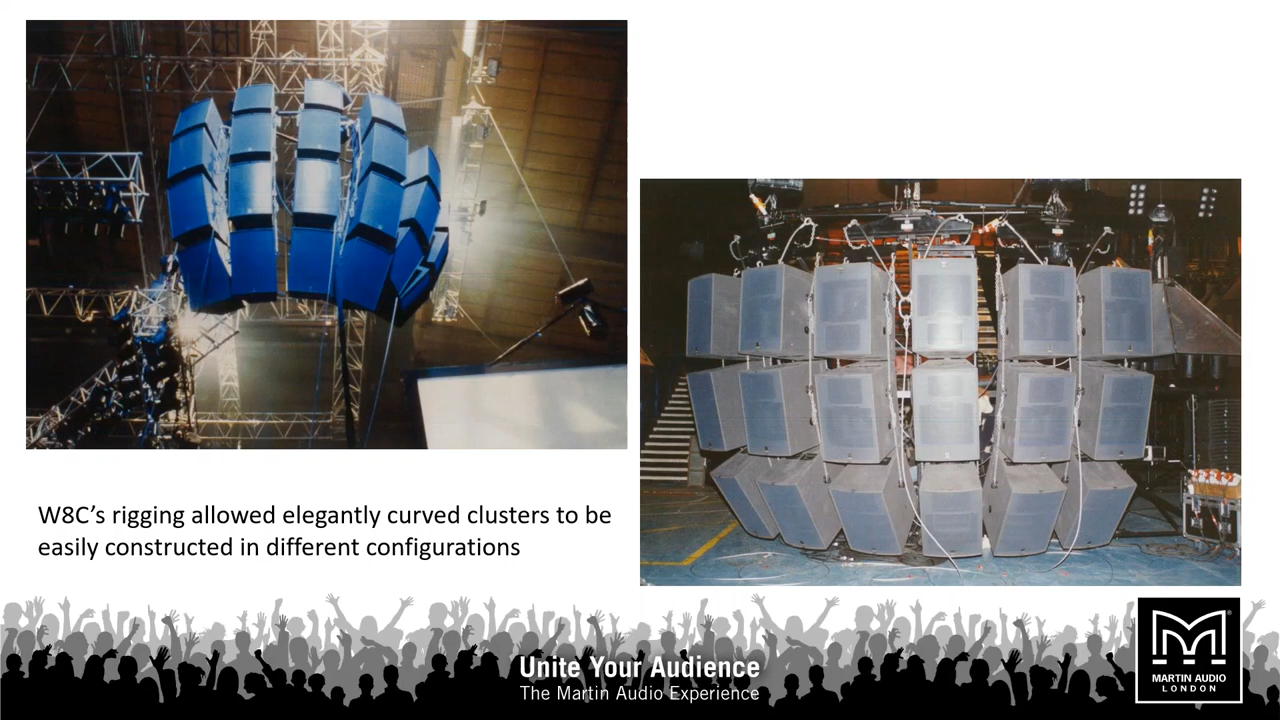 W8C’s rigging allowed elegantly curved clusters to be
easily constructed in different configurations
Unite Your Audience
The Martin Audio Experience
®
MARTIN AUDIO
LONDON